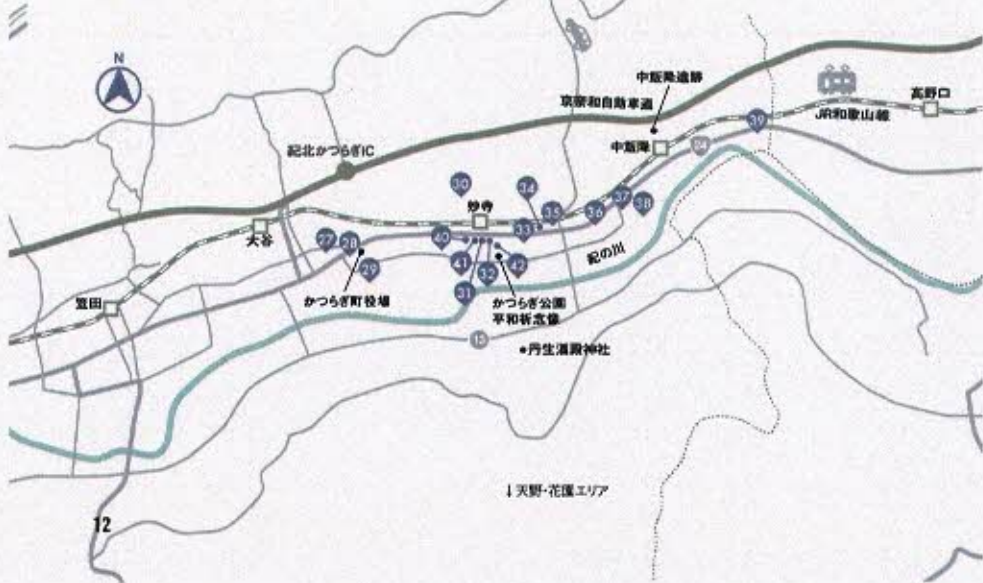 N
中飯降遺跡
京奈和自動車道
高野口
JR和歌山線
39
24
中飯降
紀北かつらぎIC
30
34
妙寺
35
36
37
38
33
大谷
27
28
40
29
41
32
42
31
紀の川
かつらぎ町役場
かつらぎ公園
平和祈念像
笠田
13
丹生酒殿神社
↓天野・花園エリア
12